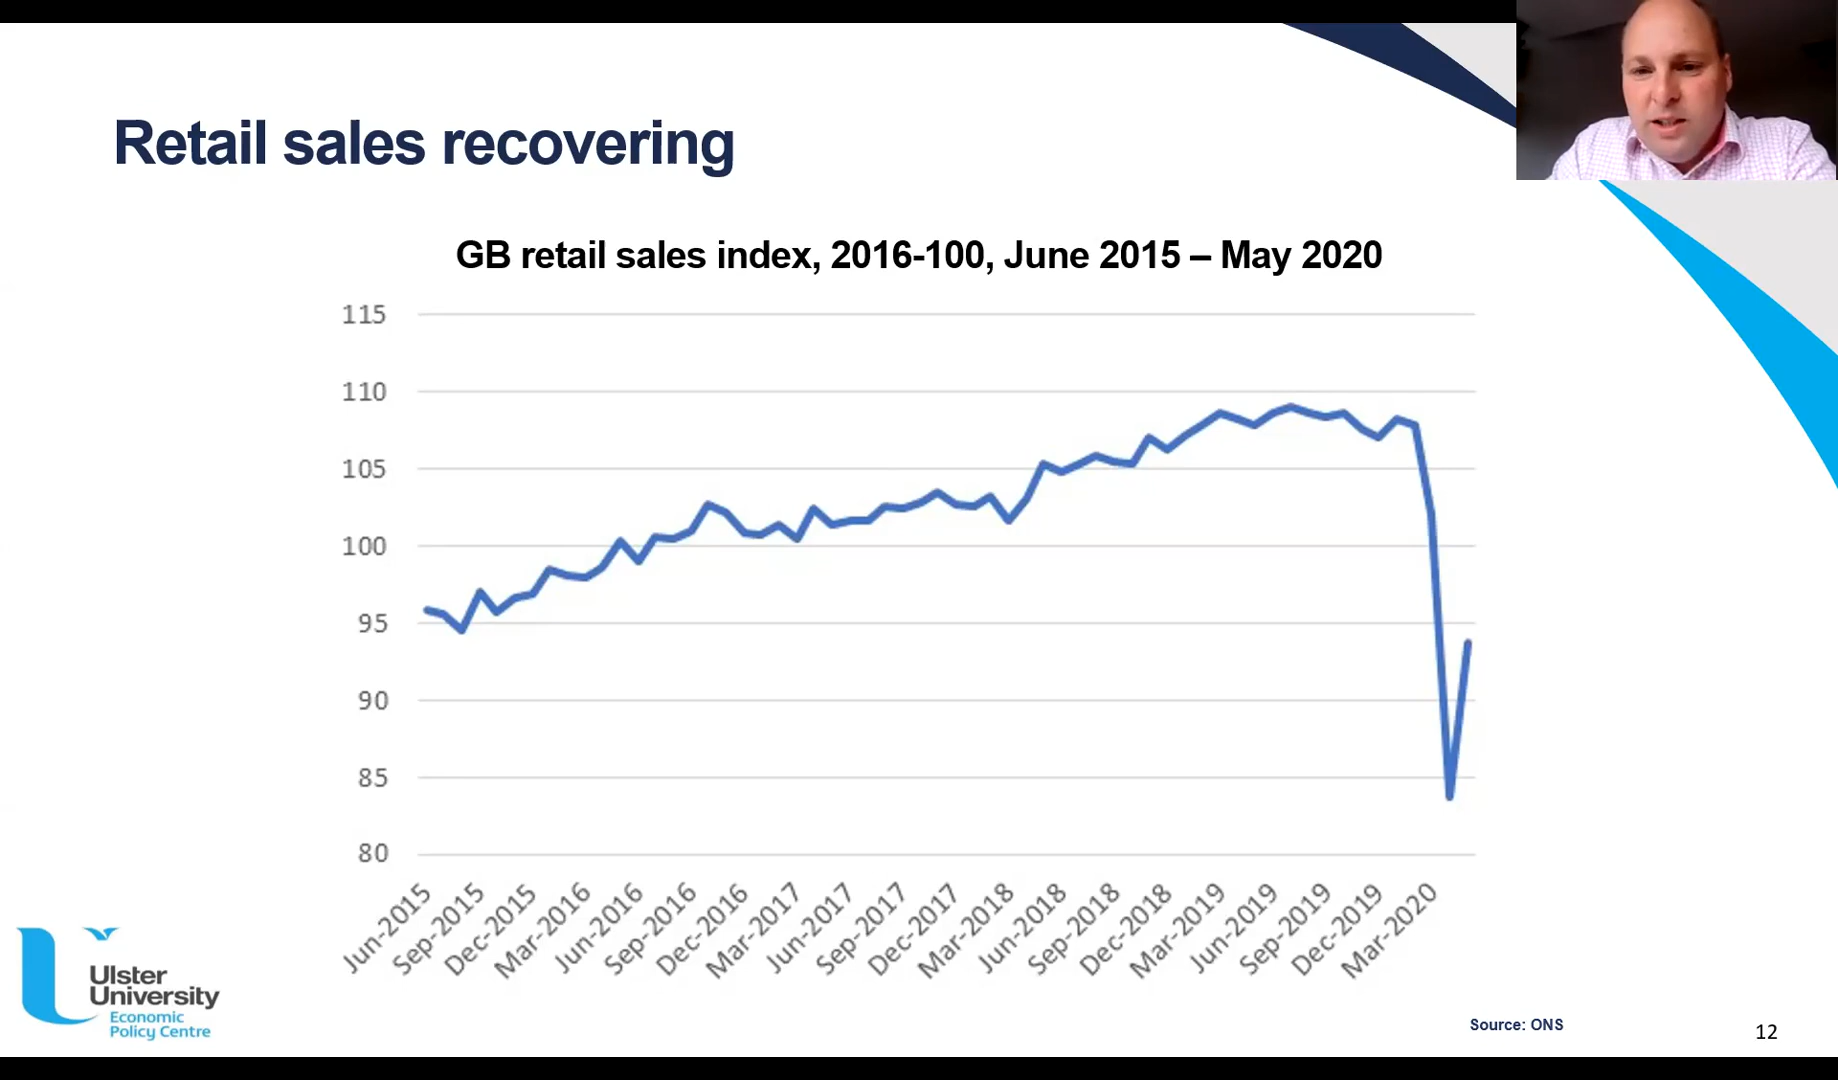 Retail sales recovering
GB retail sales index, 2016-100, June 2015 – May 2020
115
110
105
100
95
90
85
80
Jun-2015
Sep-2015
Dec-2015
Mar-2016
Jun-2016
Sep-2016
Dec-2016
Mar-2017
Jun-2017
Sep-2017
Dec-2017
Mar-2018
Jun-2018
Sep-2018
Dec-2018
Mar-2019
Jun-2019
Sep-2019
Dec-2019
Mar-2020
Ulster
University
Economic
Policy Centre
Source: ONS
12